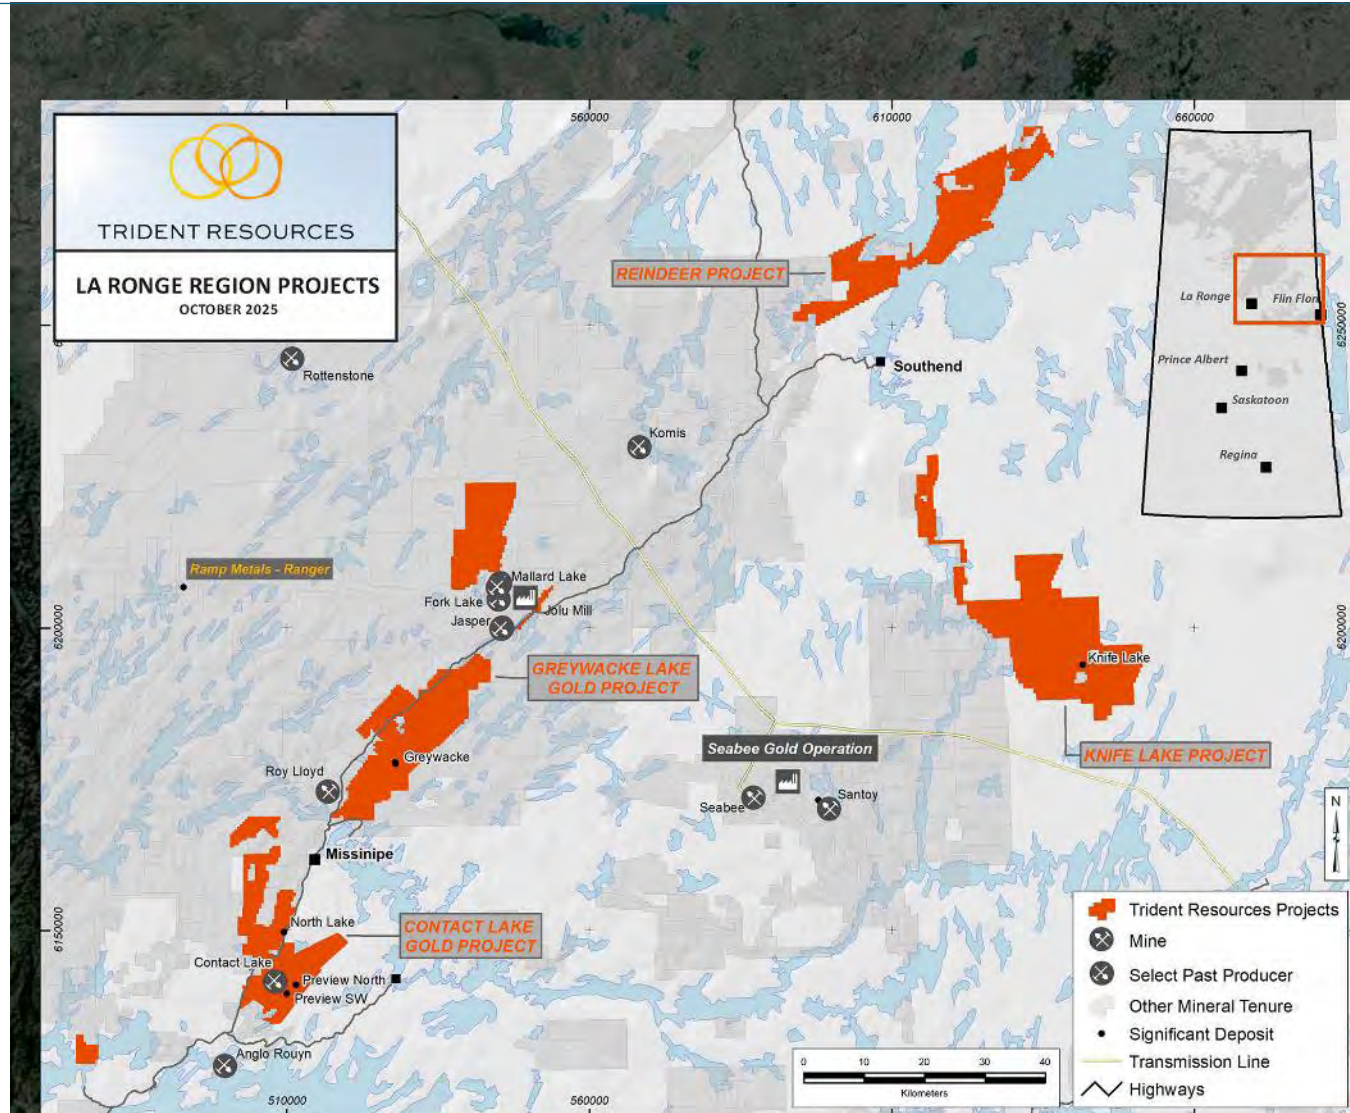 TRIDENT RESOURCES
LA RONGE REGION PROJECTS
OCTOBER 2025
560000
610000
660000
REINDEER PROJECT
La Ronge
Flin Flon
Prince Albert
Saskatoon
Regina
6250000
Southend
Rottenstone
Komis
Ramp Metals - Ranger
Mallard Lake
Fork Lake
Jolu Mill
Jasper
6200000
6200000
GREYWACKE LAKE
GOLD PROJECT
Knife Lake
KNIFE LAKE PROJECT
Greywacke
Seabee Gold Operation
Roy Lloyd
Seabee
Santoy
N
Missinipe
North Lake
CONTACT LAKE
GOLD PROJECT
6150000
Contact Lake
Preview North
Preview SW
Anglo Rouyn
Trident Resources Projects
Mine
Select Past Producer
Other Mineral Tenure
Significant Deposit
Transmission Line
Highways
0 10 20 30 40
Kilometers
510000
560000